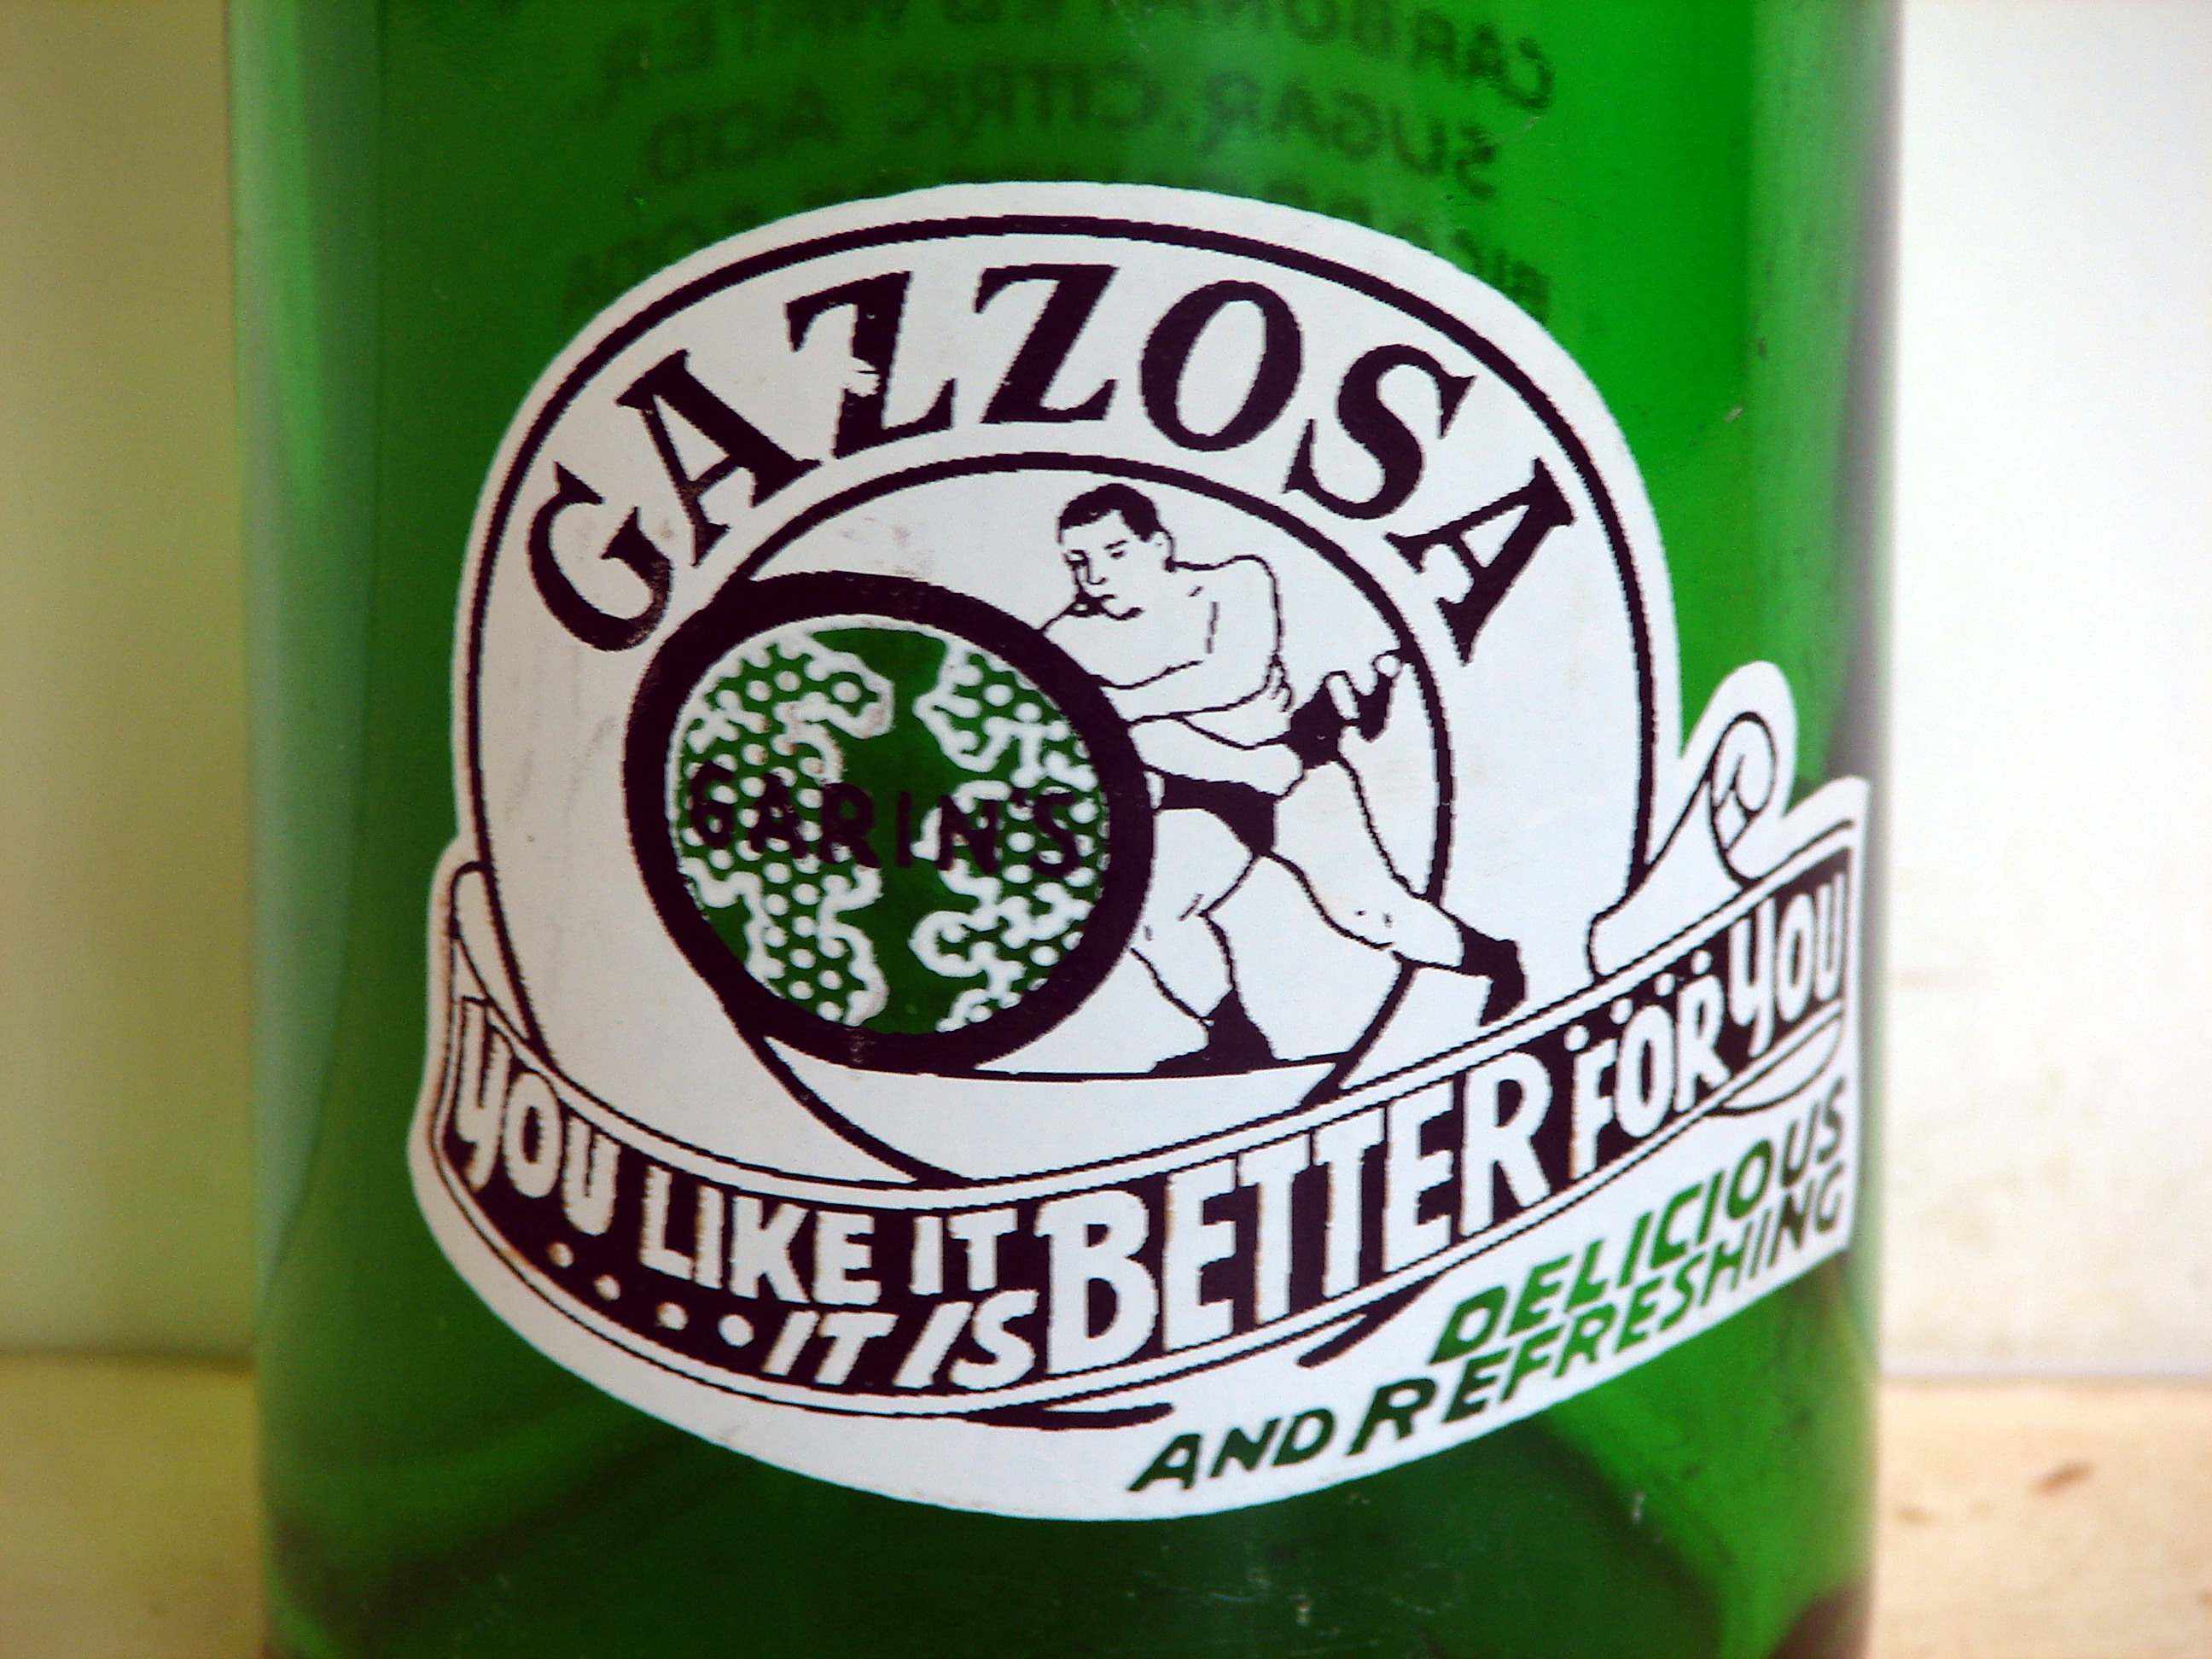 CARBONATED WATER
SUGAR, CITRIC ACID
GAZZOSA
GARIN'S
YOU LIKE IT
....IT IS BETTER FOR YOU
DELICIOUS
AND REFRESHING